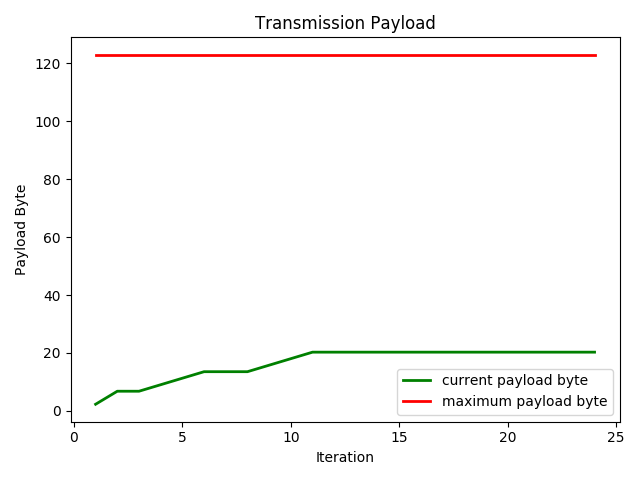 Transmission Payload
120
100
80
60
40
20
0
Payload Byte
0 5 10 15 20 25
Iteration
current payload byte
maximum payload byte